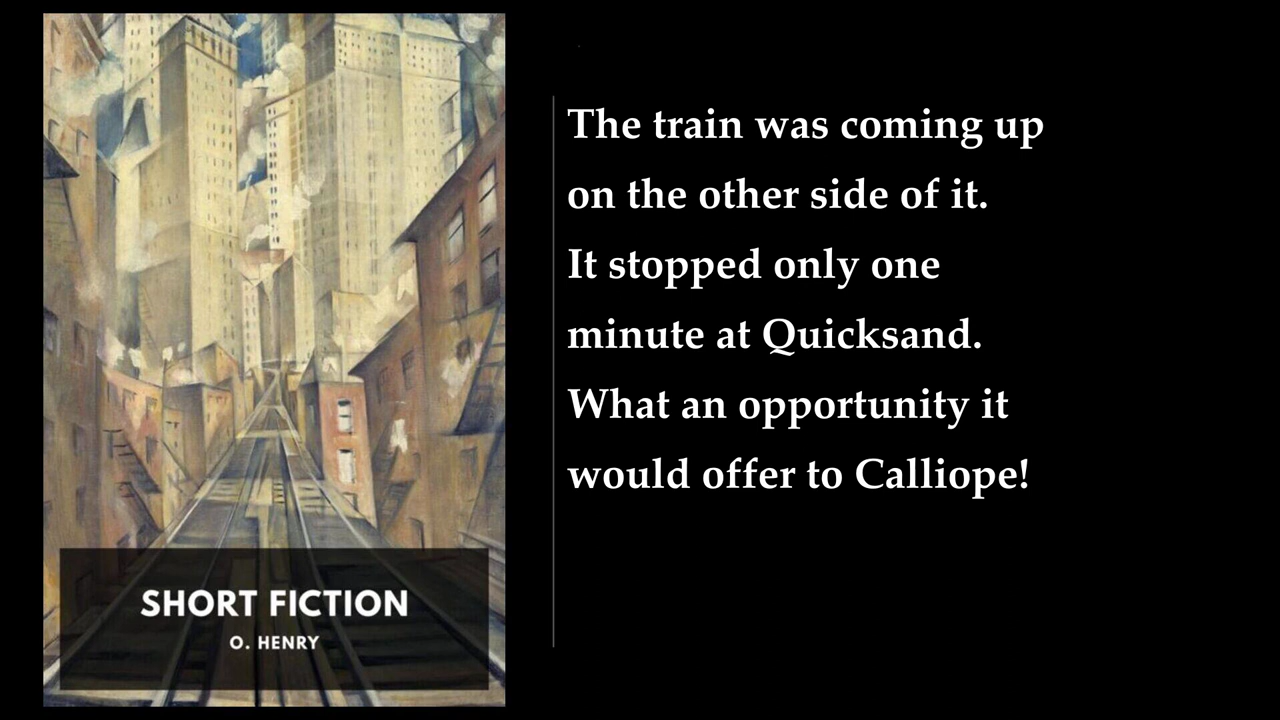 The train was coming up
on the other side of it.
It stopped only one
minute at Quicksand.
What an opportunity it
would offer to Calliope!
SHORT FICTION
O. HENRY